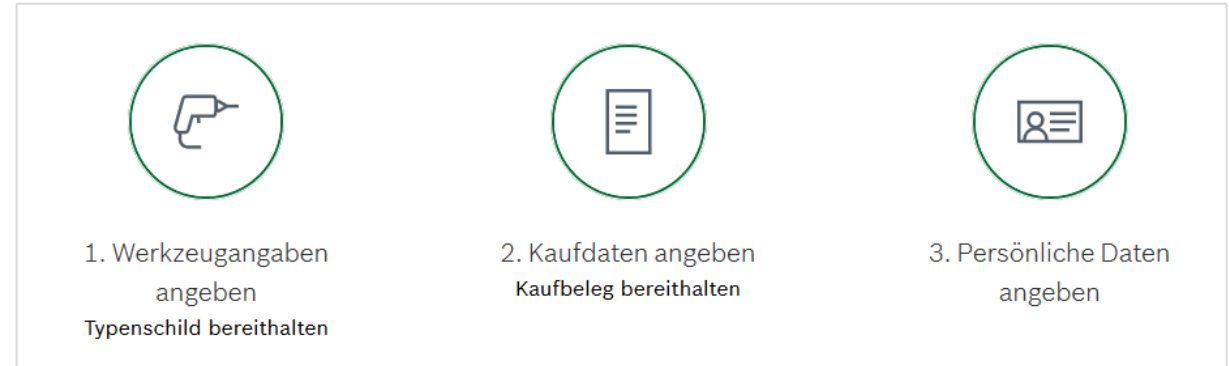 1. Werkzeugangaben
angeben
Typenschild bereithalten
2. Kaufdaten angeben
Kaufbeleg bereithalten
3. Persönliche Daten
angeben